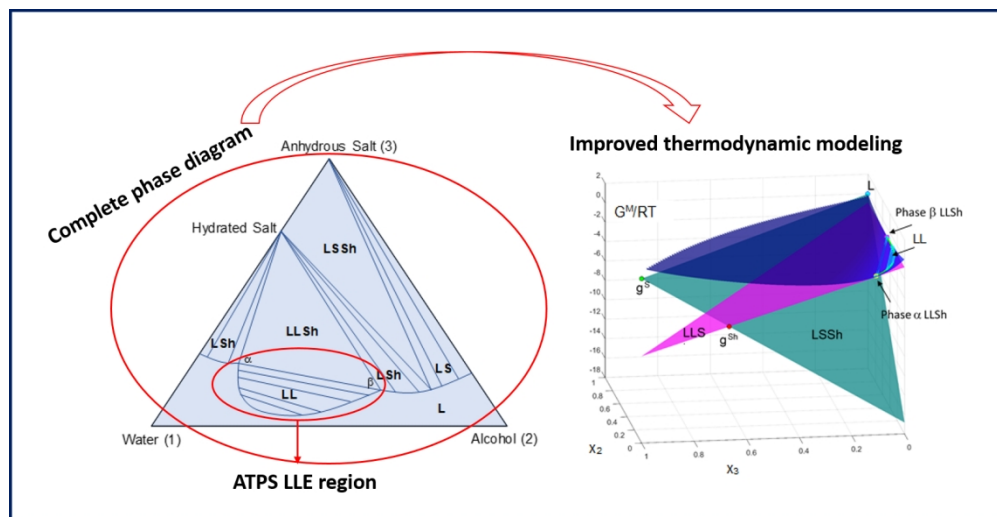 Complete phase diagram
Anhydrous Salt (3)
Hydrated Salt
LSSh
LSh
LLSh
α
LL
β
LSh
LS
L
Water (1)
Alcohol (2)
ATPS LLE region
Improved thermodynamic modeling
G^M/RT
2
0
-2
-4
-6
-8
-10
-12
-14
-16
-18
L
Phase β LLSh
LL
Phase α LLSh
g^S
LLS
g^Sh
LSSh
1
0.8
0.6
0.4
0.2
0
X₂
1
0.8
0.6
0.4
0.2
0
X₃